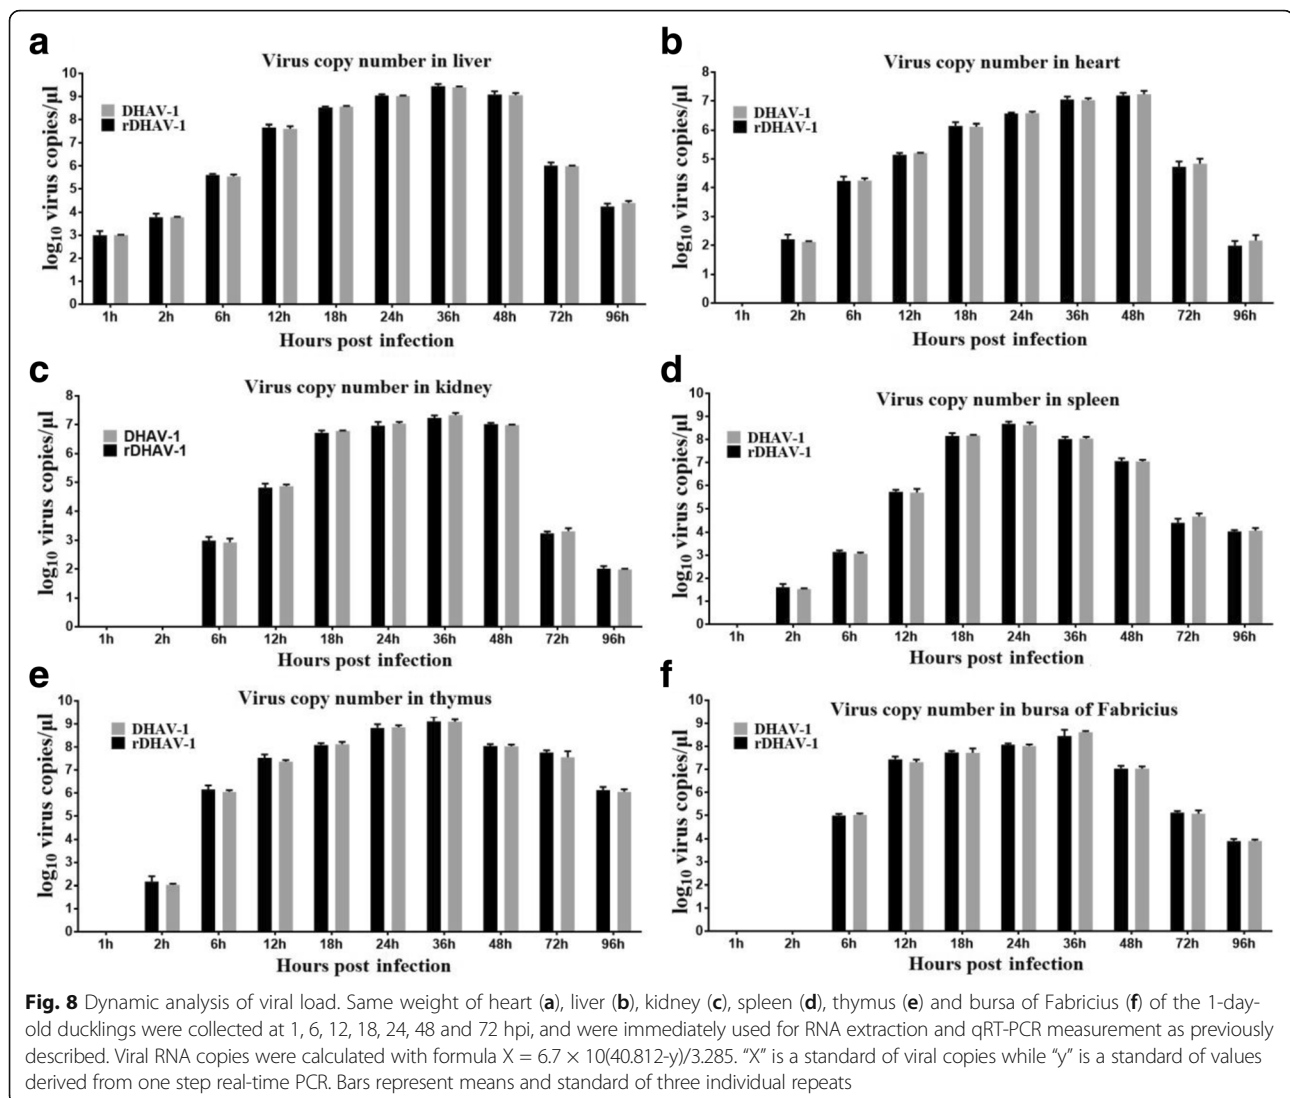 a
Virus copy number in liver
log10 virus copies/µl
10
9
8
7
6
5
4
3
2
1
0
DHAV-1
rDHAV-1
1h 2h 6h 12h 18h 24h 36h 48h 72h 96h
Hours post infection
b
Virus copy number in heart
log10 virus copies/µl
8
7
6
5
4
3
2
1
0
DHAV-1
rDHAV-1
1h 2h 6h 12h 18h 24h 36h 48h 72h 96h
Hours post infection
c
Virus copy number in kidney
log10 virus copies/µl
8
7
6
5
4
3
2
1
0
DHAV-1
rDHAV-1
1h 2h 6h 12h 18h 24h 36h 48h 72h 96h
Hours post infection
d
Virus copy number in spleen
log10 virus copies/µl
10
9
8
7
6
5
4
3
2
1
0
DHAV-1
rDHAV-1
1h 2h 6h 12h 18h 24h 36h 48h 72h 96h
Hours post infection
e
Virus copy number in thymus
log10 virus copies/µl
10
9
8
7
6
5
4
3
2
1
0
DHAV-1
rDHAV-1
1h 2h 6h 12h 18h 24h 36h 48h 72h 96h
Hours post infection
f
Virus copy number in bursa of Fabricius
log10 virus copies/µl
10
9
8
7
6
5
4
3
2
1
0
DHAV-1
rDHAV-1
1h 2h 6h 12h 18h 24h 36h 48h 72h 96h
Hours post infection
Fig. 8 Dynamic analysis of viral load. Same weight of heart (a), liver (b), kidney (c), spleen (d), thymus (e) and bursa of Fabricius (f) of the 1-day-
old ducklings were collected at 1, 6, 12, 18, 24, 48 and 72 hpi, and were immediately used for RNA extraction and qRT-PCR measurement as previously
described. Viral RNA copies were calculated with formula X = 6.7 × 10(40.812-y)/3.285. “X” is a standard of viral copies while “y” is a standard of values
derived from one step real-time PCR. Bars represent means and standard of three individual repeats